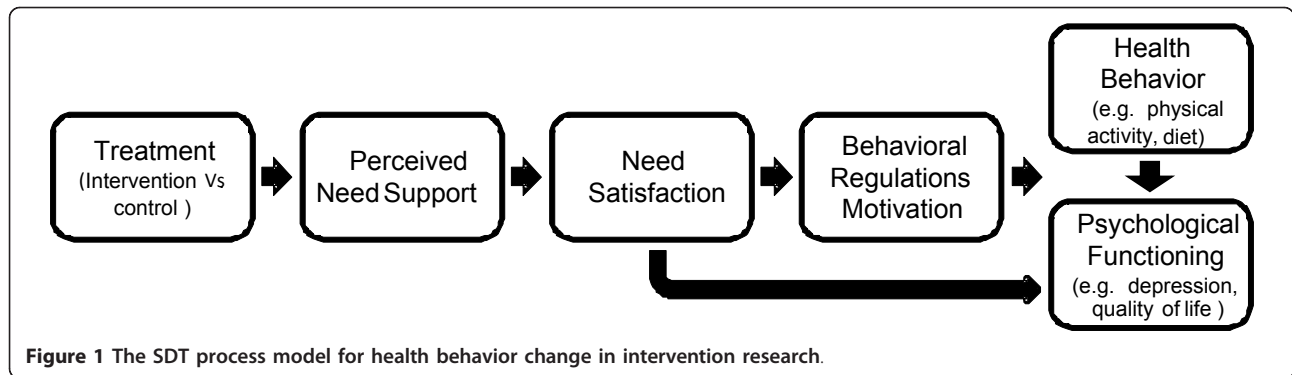 Treatment
(Intervention Vs
control )
Perceived
Need Support
Need
Satisfaction
Behavioral
Regulations
Motivation
Health
Behavior
(e.g. physical
activity, diet)
Psychological
Functioning
(e.g. depression,
quality of life )
Figure 1 The SDT process model for health behavior change in intervention research.